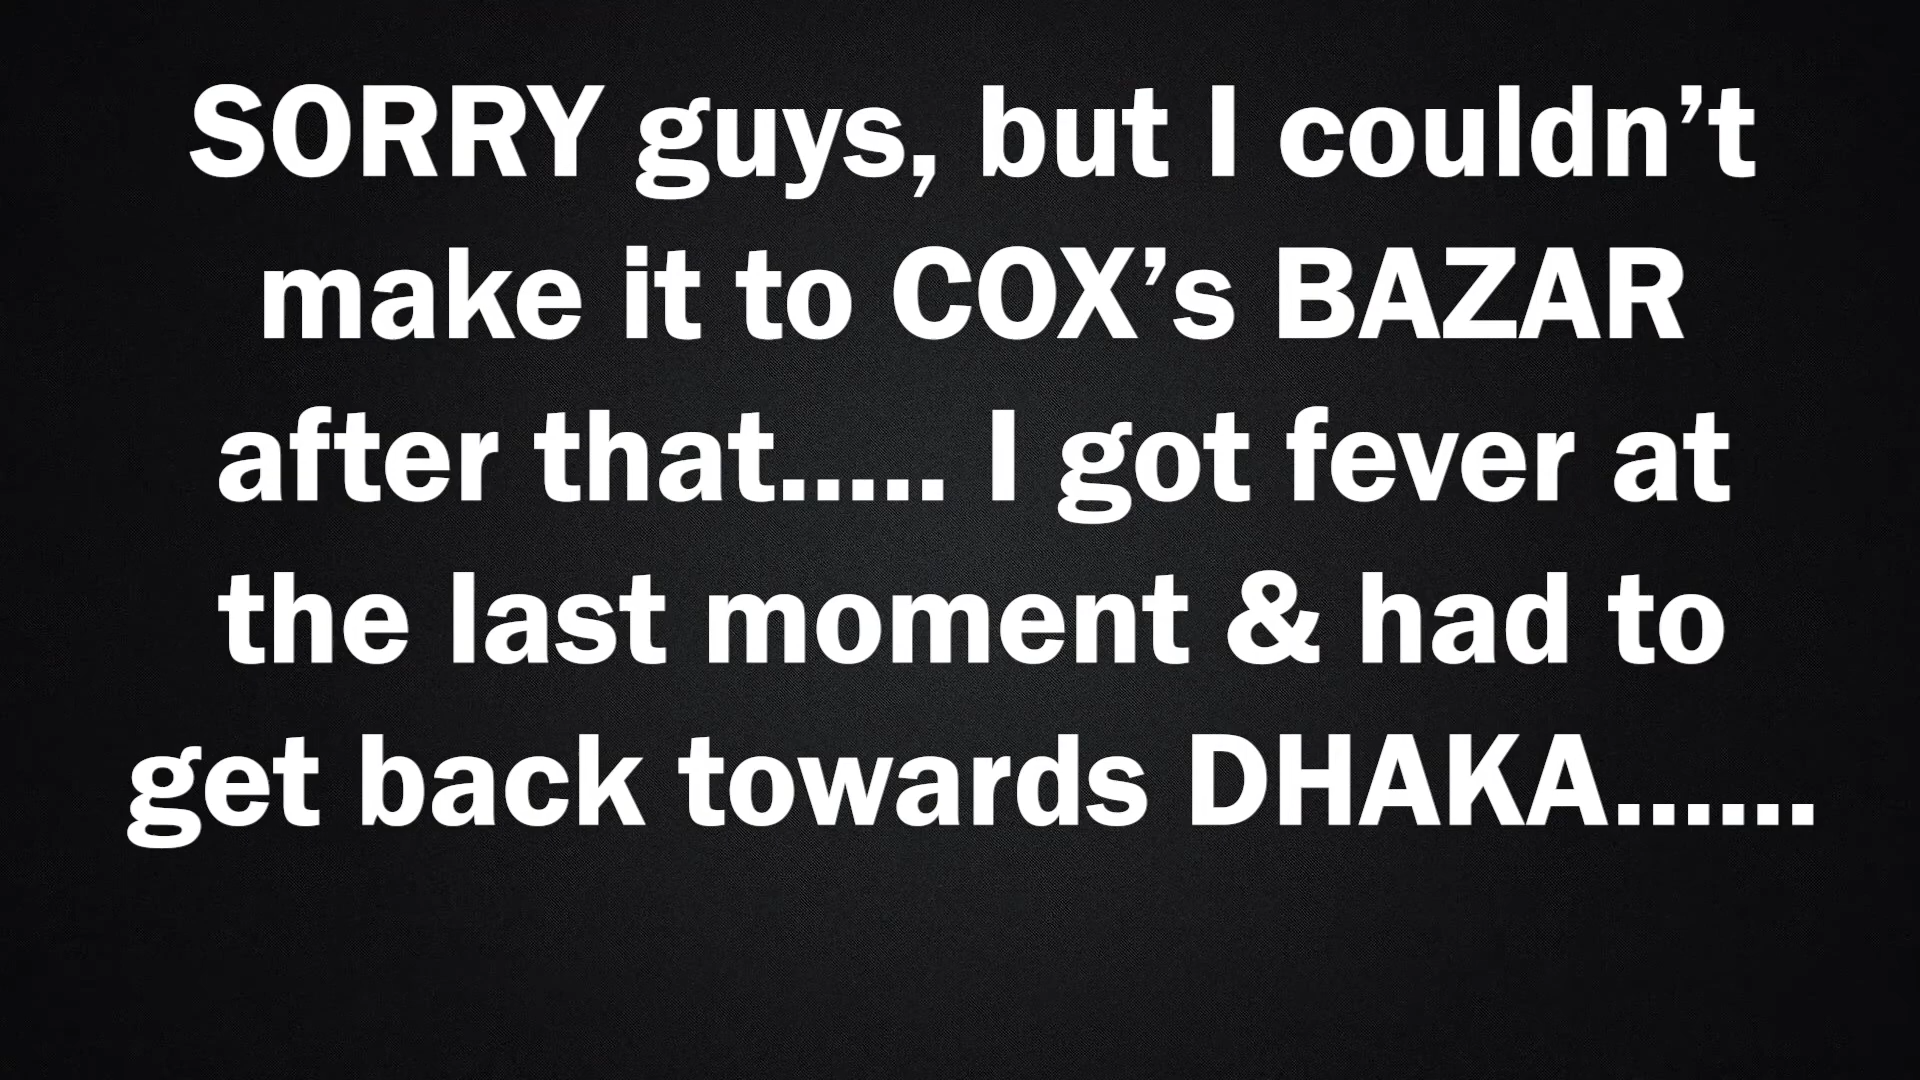 SORRY guys, but I couldn’t
make it to COX’s BAZAR
after that..... I got fever at
the last moment & had to
get back towards DHAKA......